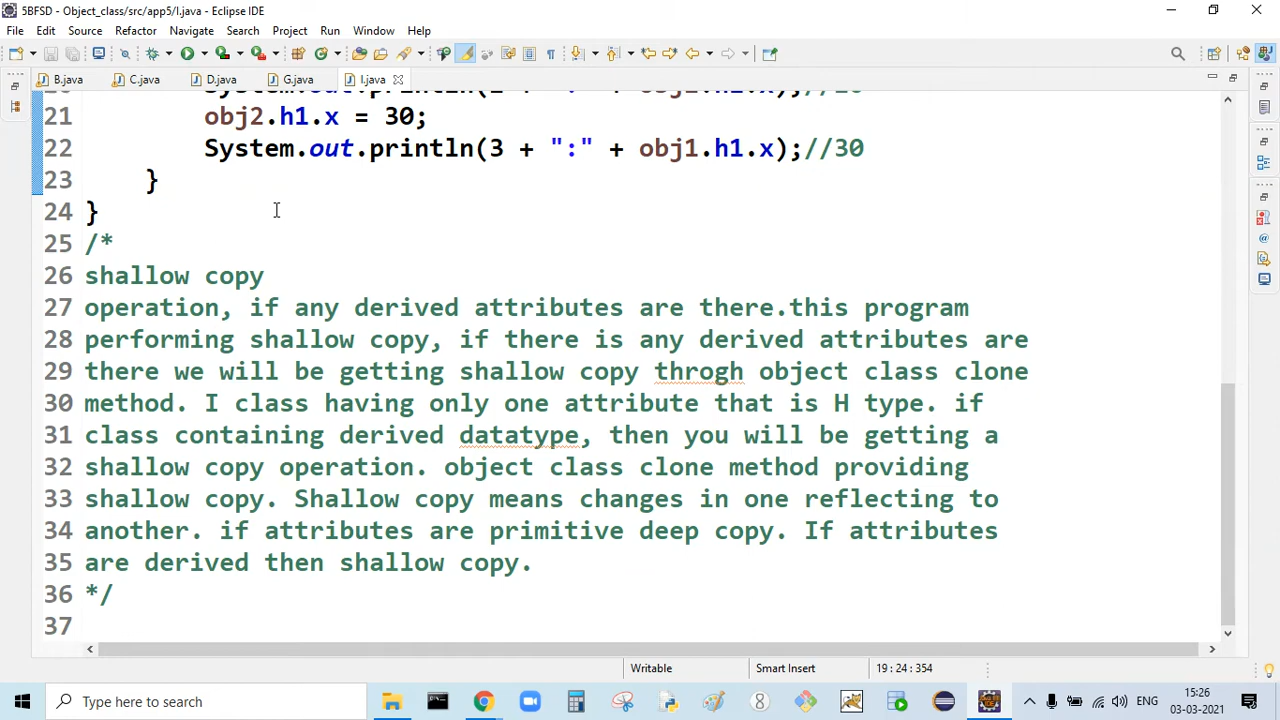 5BFSD - Object_class/src/app5/I.java - Eclipse IDE
File Edit Source Refactor Navigate Search Project Run Window Help
B.java C.java D.java G.java I.java
21 obj2.h1.x = 30;
22 System.out.println(3 + ":" + obj1.h1.x);//30
23 }
24 }
25 /*
26 shallow copy
27 operation, if any derived attributes are there.this program
28 performing shallow copy, if there is any derived attributes are
29 there we will be getting shallow copy throgh object class clone
30 method. I class having only one attribute that is H type. if
31 class containing derived datatype, then you will be getting a
32 shallow copy operation. object class clone method providing
33 shallow copy. Shallow copy means changes in one reflecting to
34 another. if attributes are primitive deep copy. If attributes
35 are derived then shallow copy.
36 */
37
Writable Smart Insert 19 : 24 : 354
Type here to search
ENG
5:26
03-03-2021